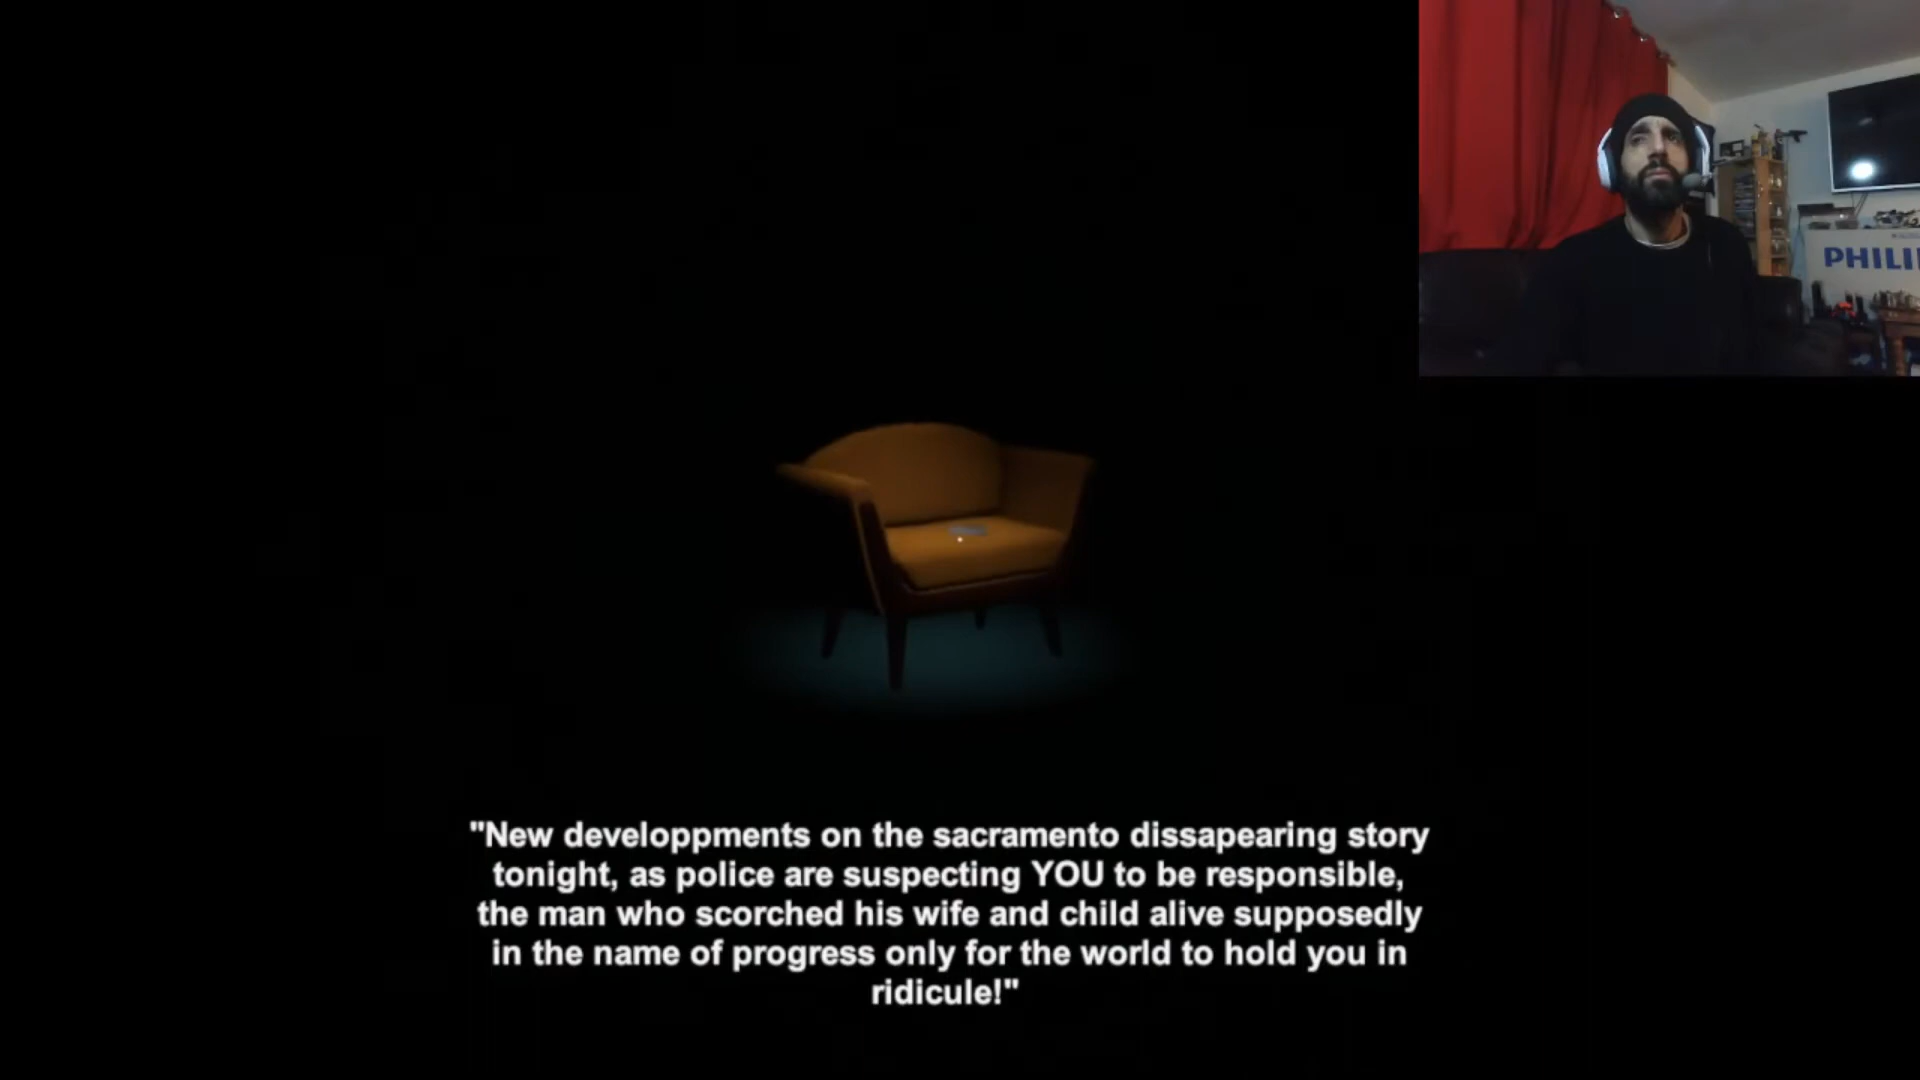 PHILI
"New developpments on the sacramento dissapearing story
tonight, as police are suspecting YOU to be responsible,
the man who scorched his wife and child alive supposedly
in the name of progress only for the world to hold you in
ridicule!"